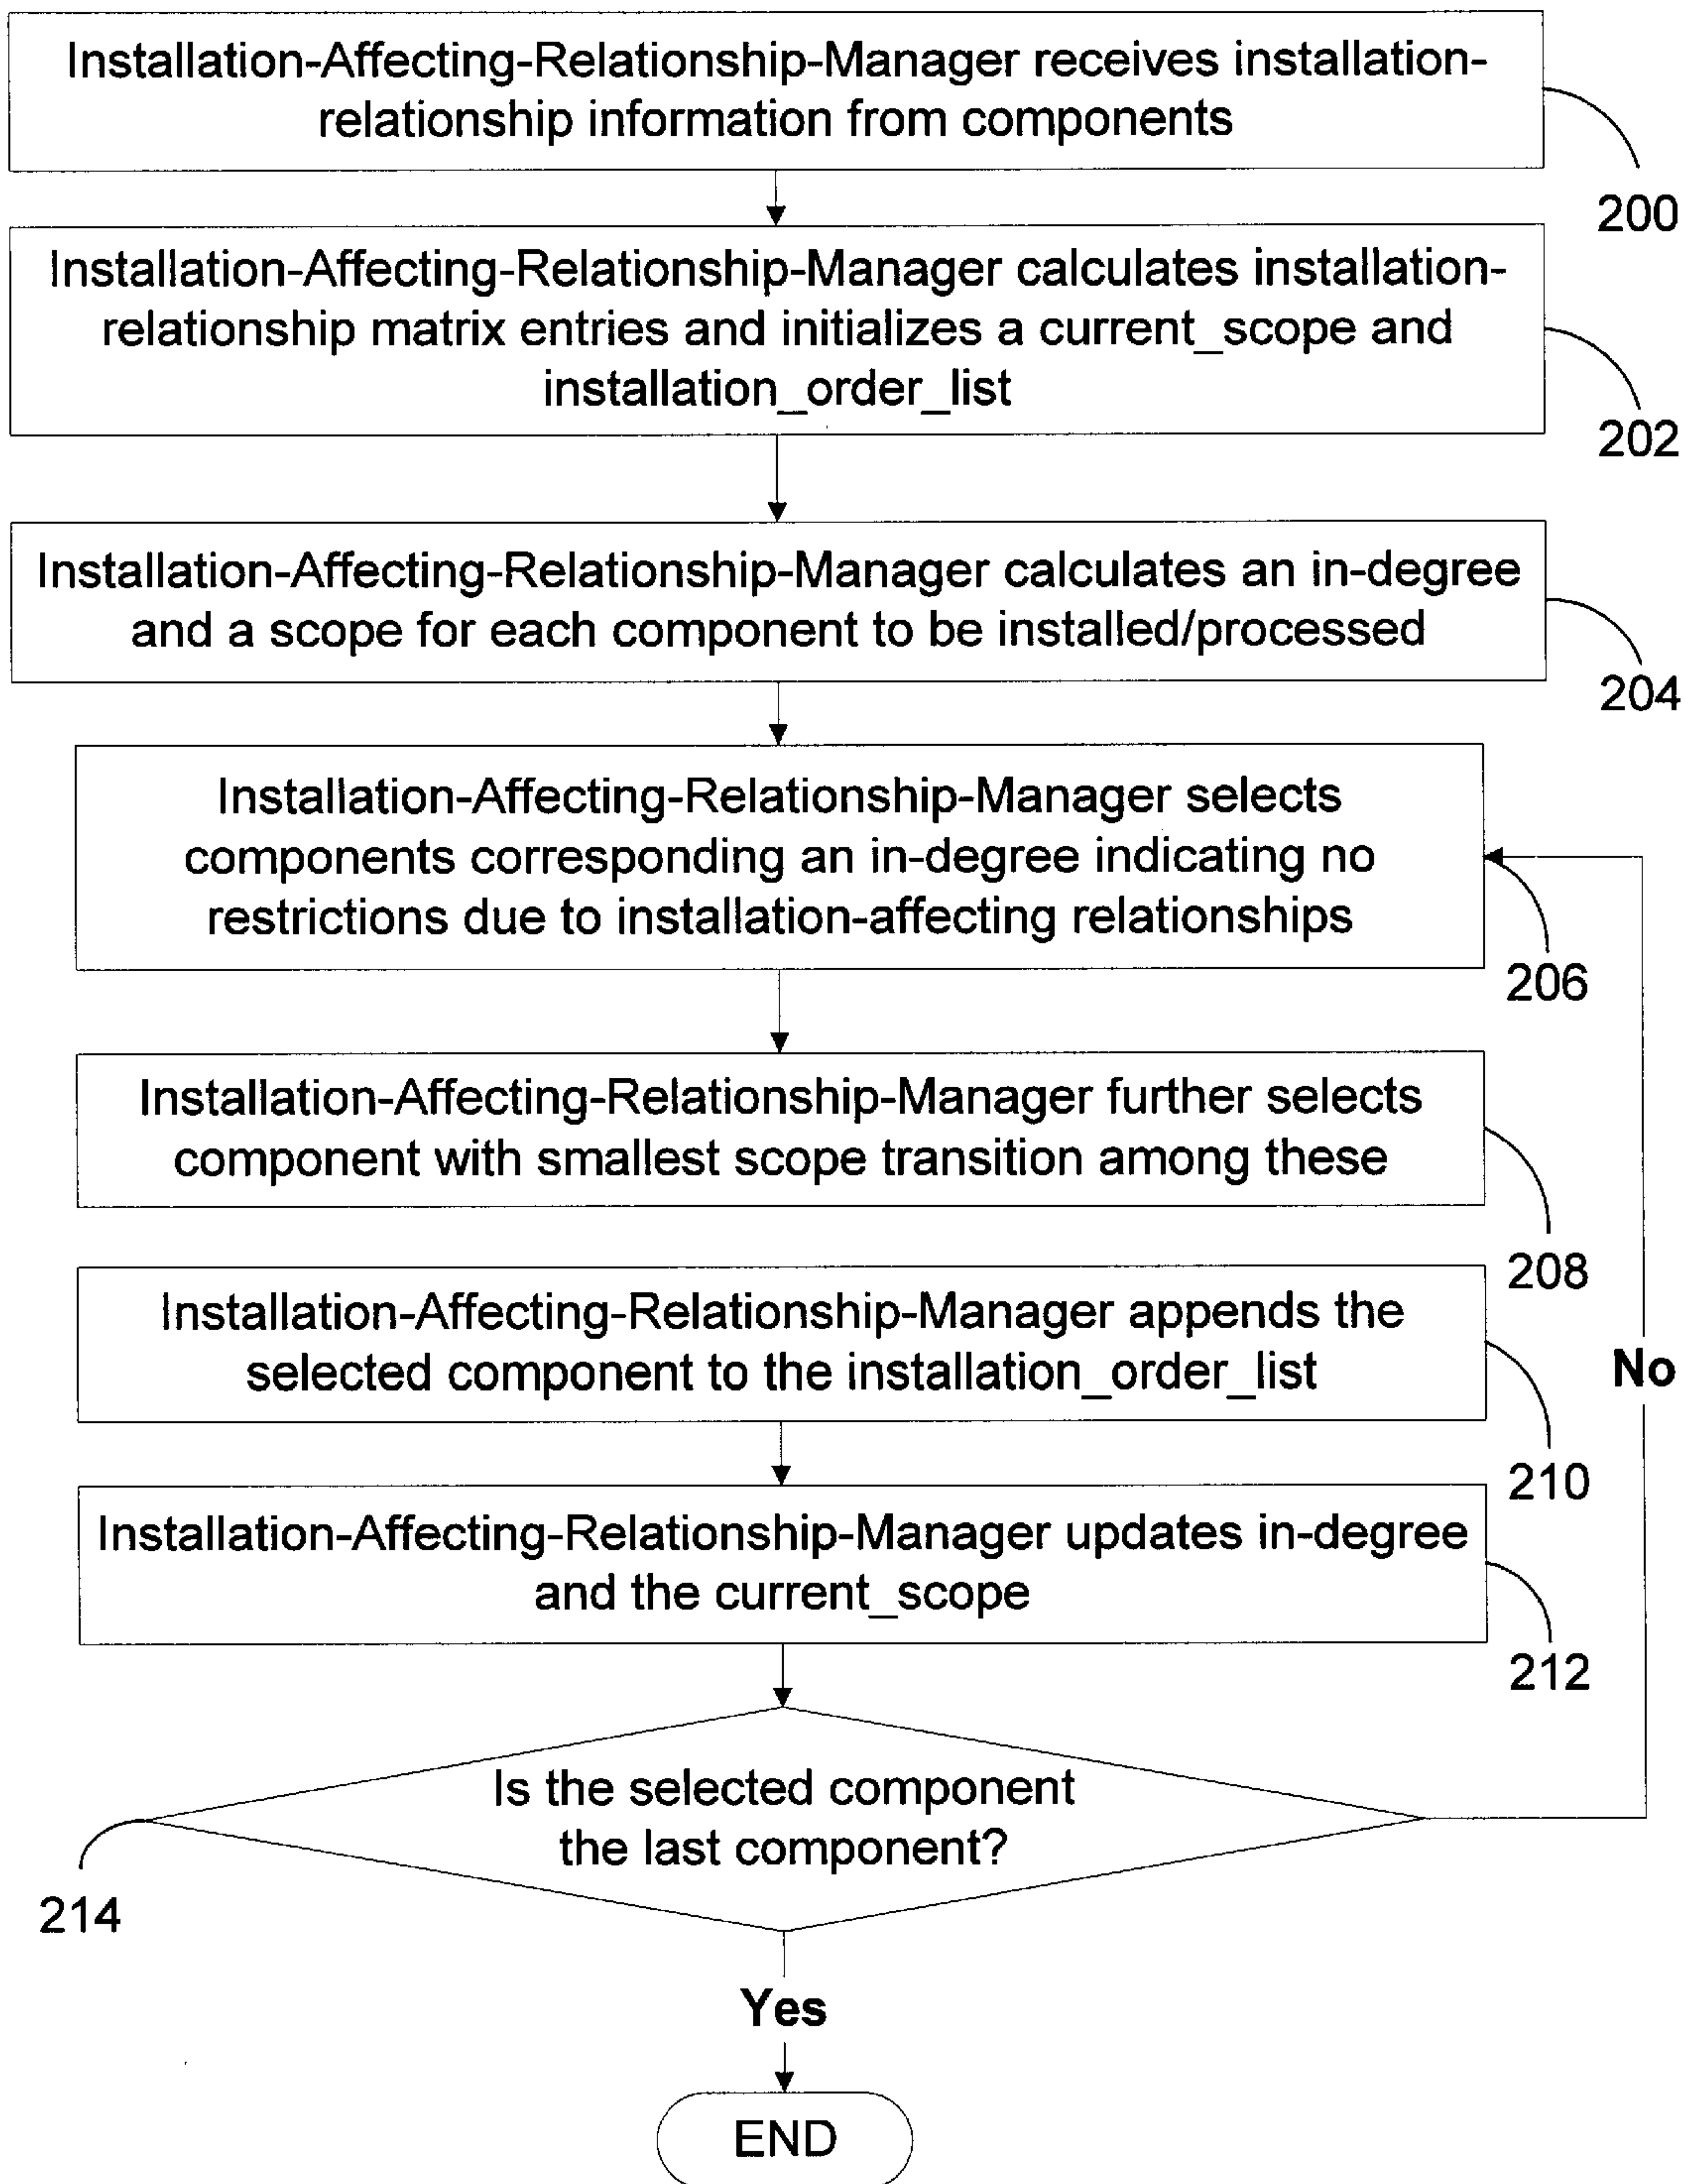 Installation-Affecting-Relationship-Manager receives installation-
relationship information from components
200
Installation-Affecting-Relationship-Manager calculates installation-
relationship matrix entries and initializes a current_scope and
installation_order_list
202
Installation-Affecting-Relationship-Manager calculates an in-degree
and a scope for each component to be installed/processed
204
Installation-Affecting-Relationship-Manager selects
components corresponding an in-degree indicating no
restrictions due to installation-affecting relationships
206
Installation-Affecting-Relationship-Manager further selects
component with smallest scope transition among these
208
Installation-Affecting-Relationship-Manager appends the
selected component to the installation_order_list
No
210
Installation-Affecting-Relationship-Manager updates in-degree
and the current_scope
212
Is the selected component
the last component?
214
Yes
END